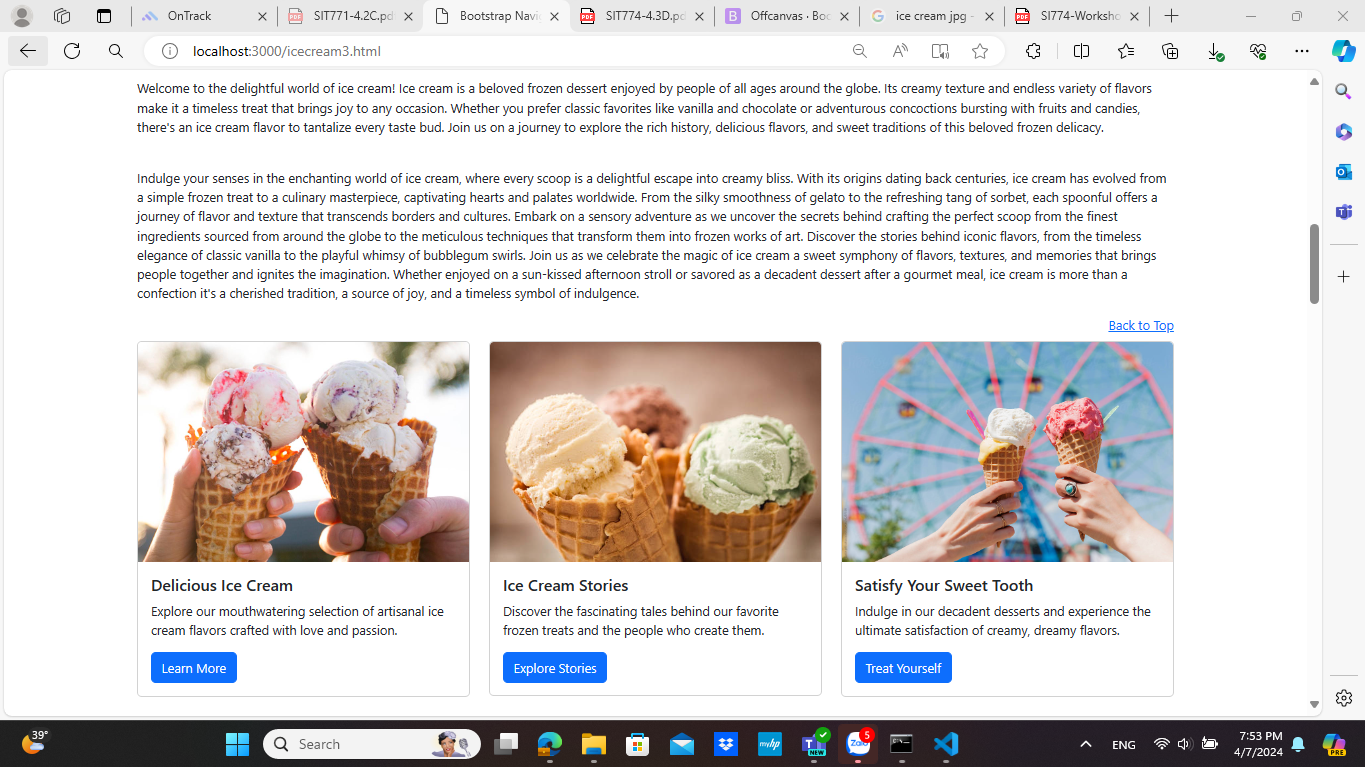 OnTrack
SIT771-4.2C.pd
Bootstrap Navi
SIT774-4.3D.pd
Offcanvas · Boo
ice cream jpg -
SI774-Worksho
localhost:3000/icecream3.html
Welcome to the delightful world of ice cream! Ice cream is a beloved frozen dessert enjoyed by people of all ages around the globe. Its creamy texture and endless variety of flavors
make it a timeless treat that brings joy to any occasion. Whether you prefer classic favorites like vanilla and chocolate or adventurous concoctions bursting with fruits and candies,
there's an ice cream flavor to tantalize every taste bud. Join us on a journey to explore the rich history, delicious flavors, and sweet traditions of this beloved frozen delicacy.
Indulge your senses in the enchanting world of ice cream, where every scoop is a delightful escape into creamy bliss. With its origins dating back centuries, ice cream has evolved from
a simple frozen treat to a culinary masterpiece, captivating hearts and palates worldwide. From the silky smoothness of gelato to the refreshing tang of sorbet, each spoonful offers a
journey of flavor and texture that transcends borders and cultures. Embark on a sensory adventure as we uncover the secrets behind crafting the perfect scoop from the finest
ingredients sourced from around the globe to the meticulous techniques that transform them into frozen works of art. Discover the stories behind iconic flavors, from the timeless
elegance of classic vanilla to the playful whimsy of bubblegum swirls. Join us as we celebrate the magic of ice cream a sweet symphony of flavors, textures, and memories that brings
people together and ignites the imagination. Whether enjoyed on a sun-kissed afternoon stroll or savored as a decadent dessert after a gourmet meal, ice cream is more than a
confection it's a cherished tradition, a source of joy, and a timeless symbol of indulgence.
Back to Top
Delicious Ice Cream
Explore our mouthwatering selection of artisanal ice
cream flavors crafted with love and passion.
Learn More
Ice Cream Stories
Discover the fascinating tales behind our favorite
frozen treats and the people who create them.
Explore Stories
Satisfy Your Sweet Tooth
Indulge in our decadent desserts and experience the
ultimate satisfaction of creamy, dreamy flavors.
Treat Yourself
39°
Search
myhp
NEW
Zalo
5
ENG
7:53 PM
4/7/2024
PRE